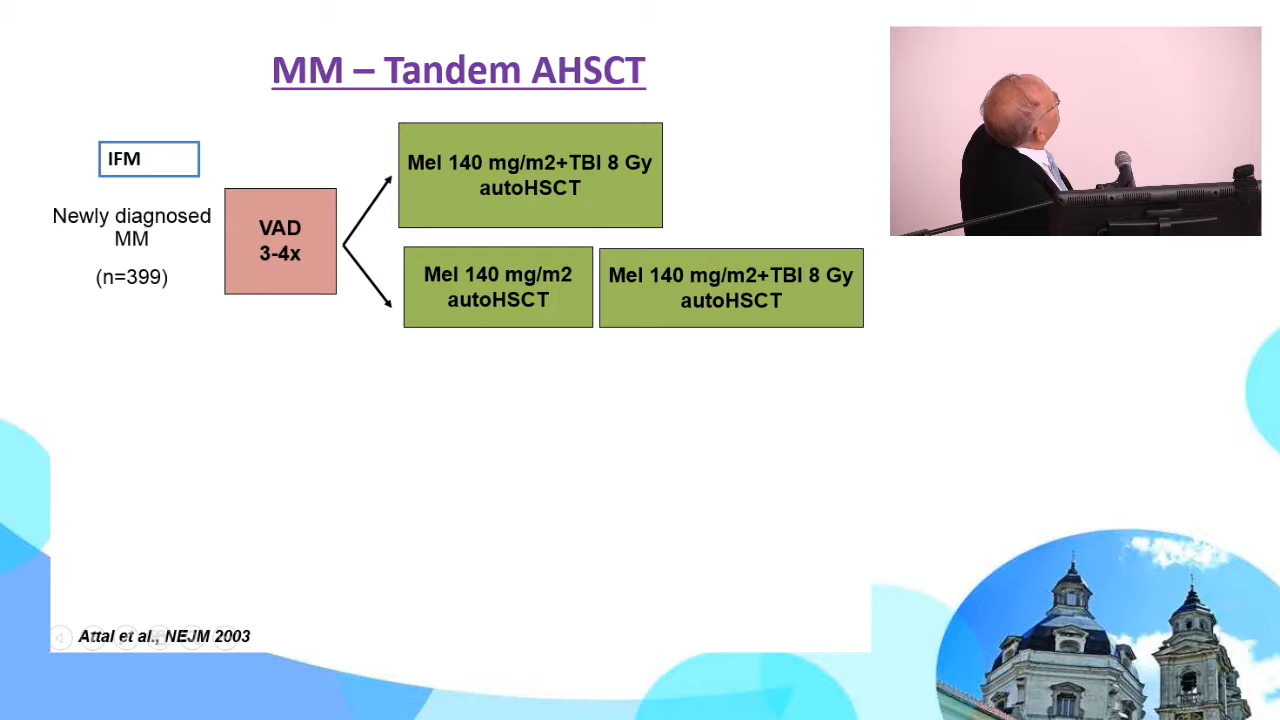 MM – Tandem AHSCT
IFM
Newly diagnosed
MM
(n=399)
VAD
3-4x
Mel 140 mg/m2+TBI 8 Gy
autoHSCT
Mel 140 mg/m2
autoHSCT
Mel 140 mg/m2+TBI 8 Gy
autoHSCT
Attal et al., NEJM 2003